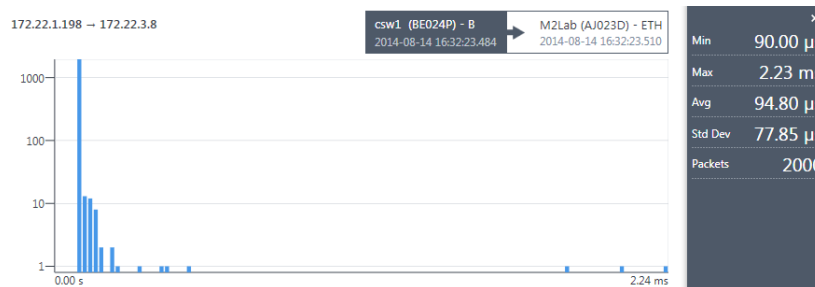 172.22.1.198 → 172.22.3.8
csw1 (BE024P) - B
2014-08-14 16:32:23.484
M2Lab (AJ023D) - ETH
2014-08-14 16:32:23.510
1000
100
10
1
0.00 s
2.24 ms
Min 90.00 µ
Max 2.23 m
Avg 94.80 µ
Std Dev 77.85 µ
Packets 2000